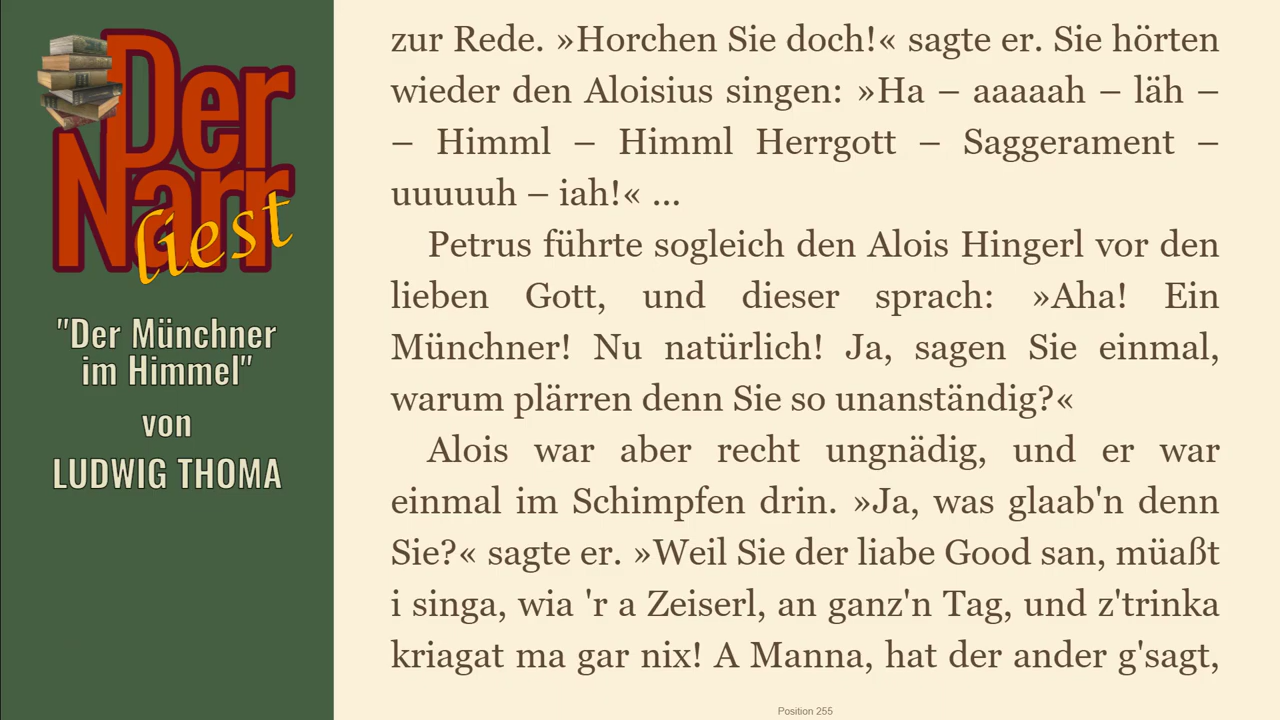 Der
Narr
liest
"Der Münchner
im Himmel"
von
LUDWIG THOMA
zur Rede. »Horchen Sie doch!« sagte er. Sie hörten
wieder den Aloisius singen: »Ha – aaaaah – läh –
– Himml – Himml Herrgott – Saggerament –
uuuuuh – iah!« ...
Petrus führte sogleich den Alois Hingerl vor den
lieben Gott, und dieser sprach: »Aha! Ein
Münchner! Nu natürlich! Ja, sagen Sie einmal,
warum plärren denn Sie so unanständig?«
Alois war aber recht ungnädig, und er war
einmal im Schimpfen drin. »Ja, was glaab'n denn
Sie?« sagte er. »Weil Sie der liabe Good san, müaßt
i singa, wia 'r a Zeiserl, an ganz'n Tag, und z'trinka
kriagat ma gar nix! A Manna, hat der ander g'sagt,
Position 255